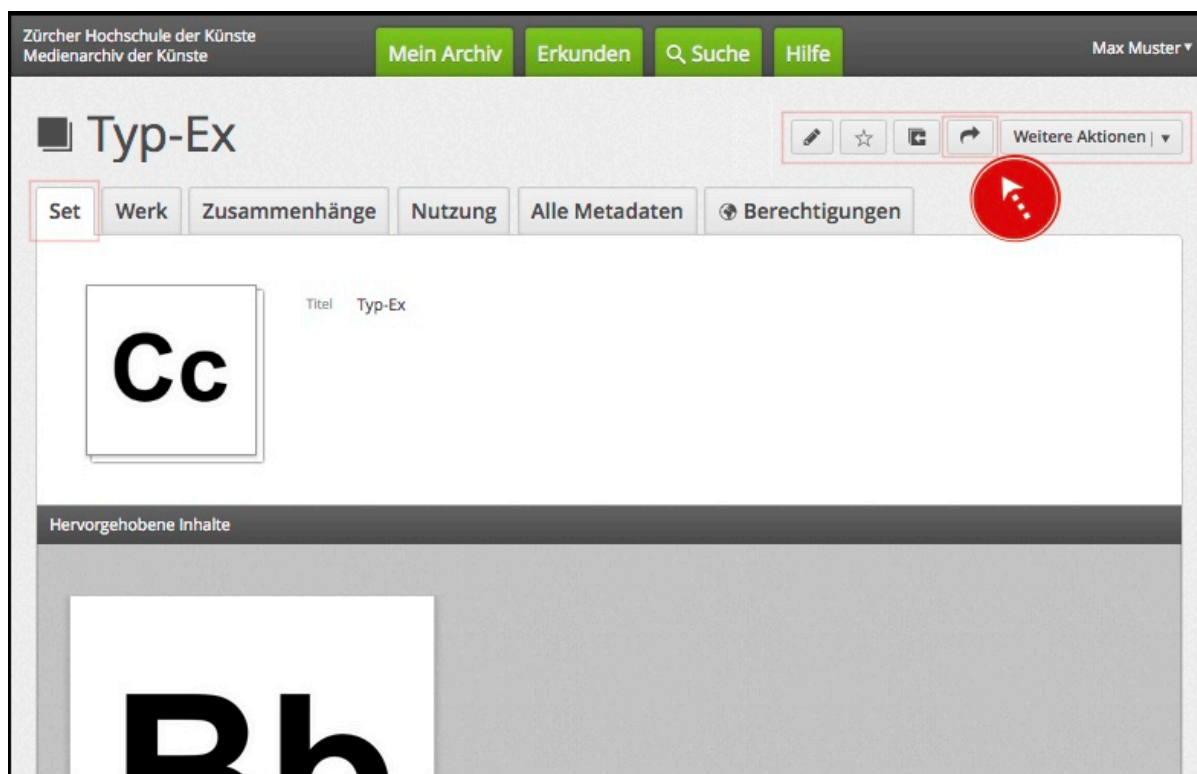 Zürcher Hochschule der Künste
Medienarchiv der Künste
Mein Archiv Erkunden Suche Hilfe
Max Muster
Typ-Ex
Weitere Aktionen
Set Werk Zusammenhänge Nutzung Alle Metadaten Berechtigungen
Cc
Titel Typ-Ex
Hervorgehobene Inhalte
Bb